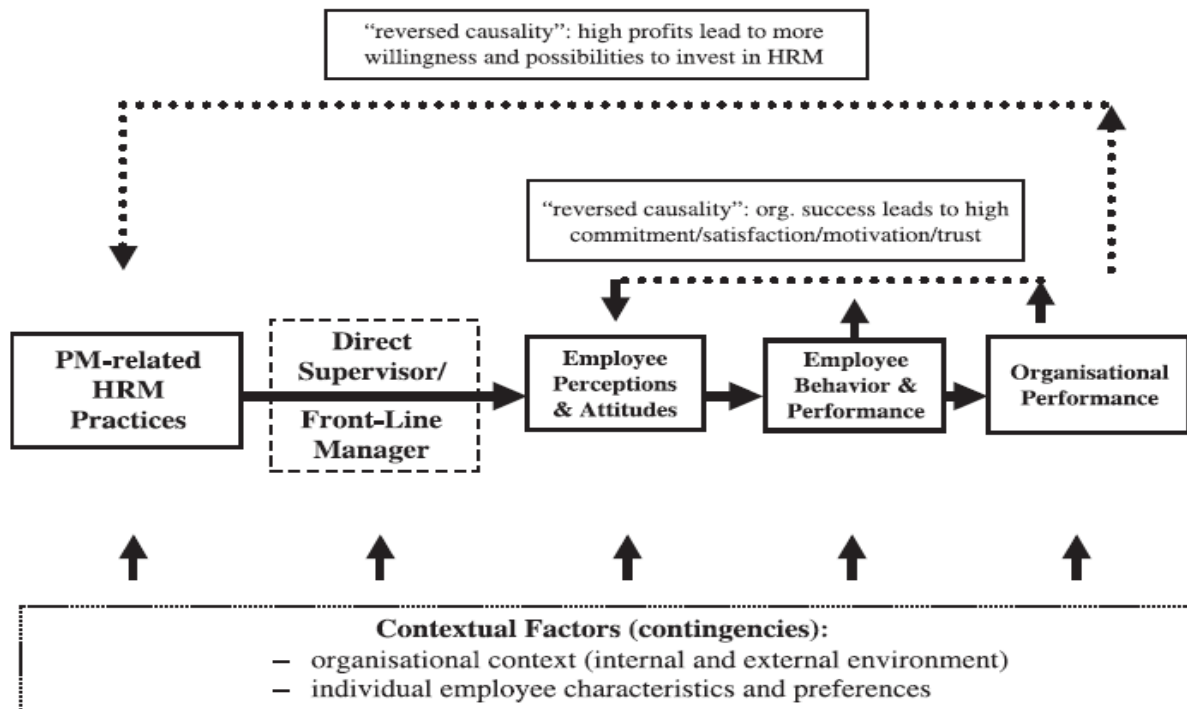 “reversed causality”: high profits lead to more
willingness and possibilities to invest in HRM
“reversed causality”: org. success leads to high
commitment/satisfaction/motivation/trust
PM-related
HRM
Practices
Direct
Supervisor/
Front-Line
Manager
Employee
Perceptions
& Attitudes
Employee
Behavior &
Performance
Organisational
Performance
Contextual Factors (contingencies):
– organisational context (internal and external environment)
– individual employee characteristics and preferences